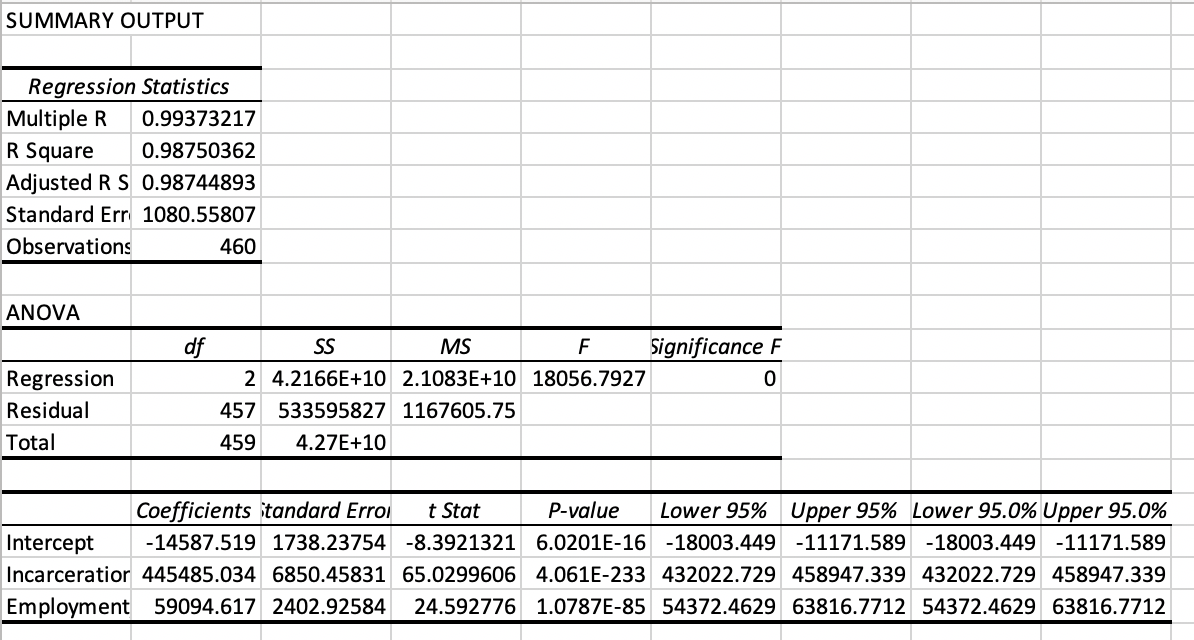 SUMMARY OUTPUT
Regression Statistics
Multiple R 0.99373217
R Square 0.98750362
Adjusted R S 0.98744893
Standard Err 1080.55807
Observations 460
ANOVA
df SS MS F Significance F
Regression 2 4.2166E+10 2.1083E+10 18056.7927 0
Residual 457 533595827 1167605.75
Total 459 4.27E+10
Coefficients Standard Error t Stat P-value Lower 95% Upper 95% Lower 95.0% Upper 95.0%
Intercept -14587.519 1738.23754 -8.3921321 6.0201E-16 -18003.449 -11171.589 -18003.449 -11171.589
Incarceration 445485.034 6850.45831 65.0299606 4.061E-233 432022.729 458947.339 432022.729 458947.339
Employment 59094.617 2402.92584 24.592776 1.0787E-85 54372.4629 63816.7712 54372.4629 63816.7712